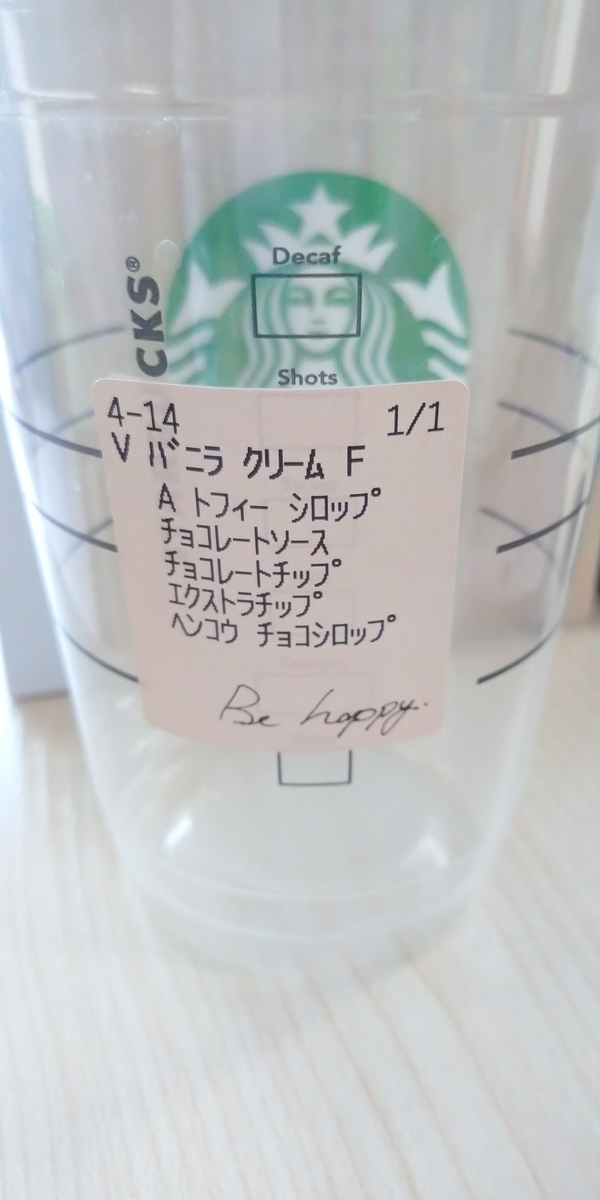 Decaf
CKS®
Shots
4-14 1/1
V バニラ クリーム F
A トフィー シロップ
チョコレートソース
チョコレートチップ
エクストラチップ
ヘンコウ チョコシロップ
Be happy.